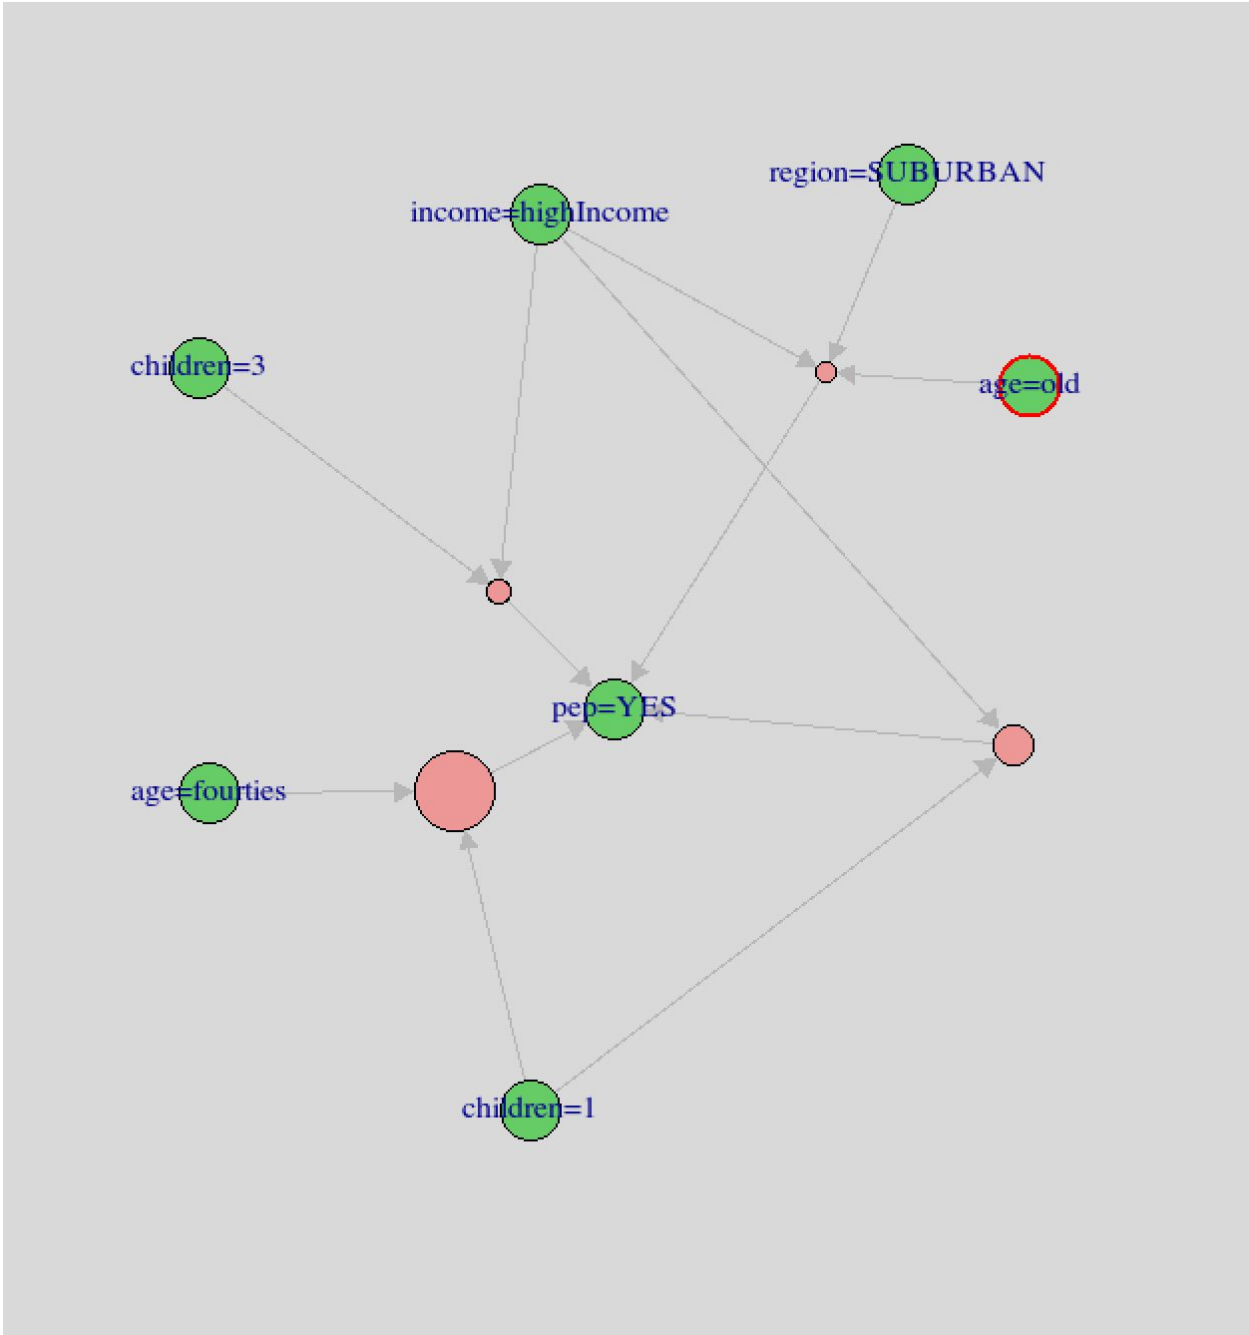 region=SUBURBAN
income=highIncome
children=3
age=old
pep=YES
age=fourties
children=1